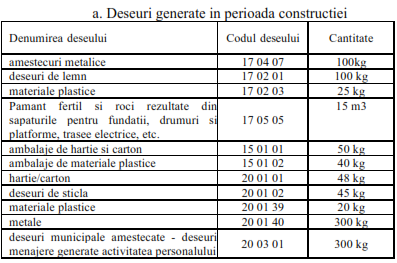 a. Deseuri generate in perioada constructiei
Denumirea deseului Codul deseului Cantitate
amestecuri metalice 17 04 07 100kg
deseuri de lemn 17 02 01 100 kg
materiale plastice 17 02 03 25 kg
Pamant fertil si roci rezultate din
sapaturile pentru fundatii, drumuri si
platforme, trasee electrice, etc. 17 05 05 15 m3
ambalaje de hartie si carton 15 01 01 50 kg
ambalaje de materiale plastice 15 01 02 40 kg
hartie/carton 20 01 01 48 kg
deseuri de sticla 20 01 02 45 kg
materiale plastice 20 01 39 20 kg
metale 20 01 40 300 kg
deseuri municipale amestecate - deseuri
menajere generate activitatea personalului 20 03 01 300 kg